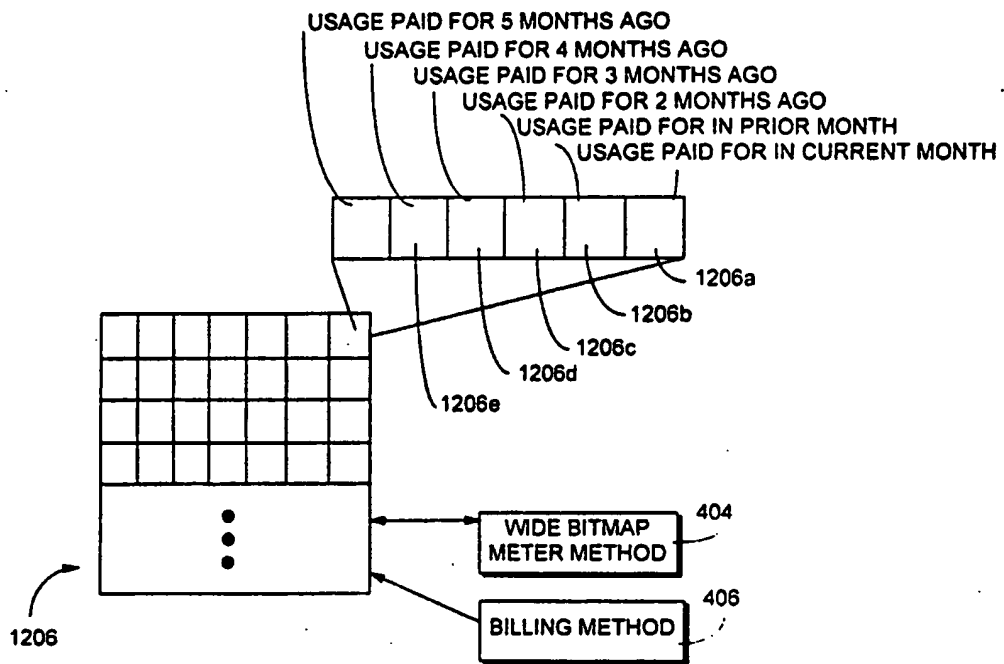 USAGE PAID FOR 5 MONTHS AGO
USAGE PAID FOR 4 MONTHS AGO
USAGE PAID FOR 3 MONTHS AGO
USAGE PAID FOR 2 MONTHS AGO
USAGE PAID FOR IN PRIOR MONTH
USAGE PAID FOR IN CURRENT MONTH
1206a
1206b
1206c
1206d
1206e
404
WIDE BITMAP
METER METHOD
406
BILLING METHOD
1206